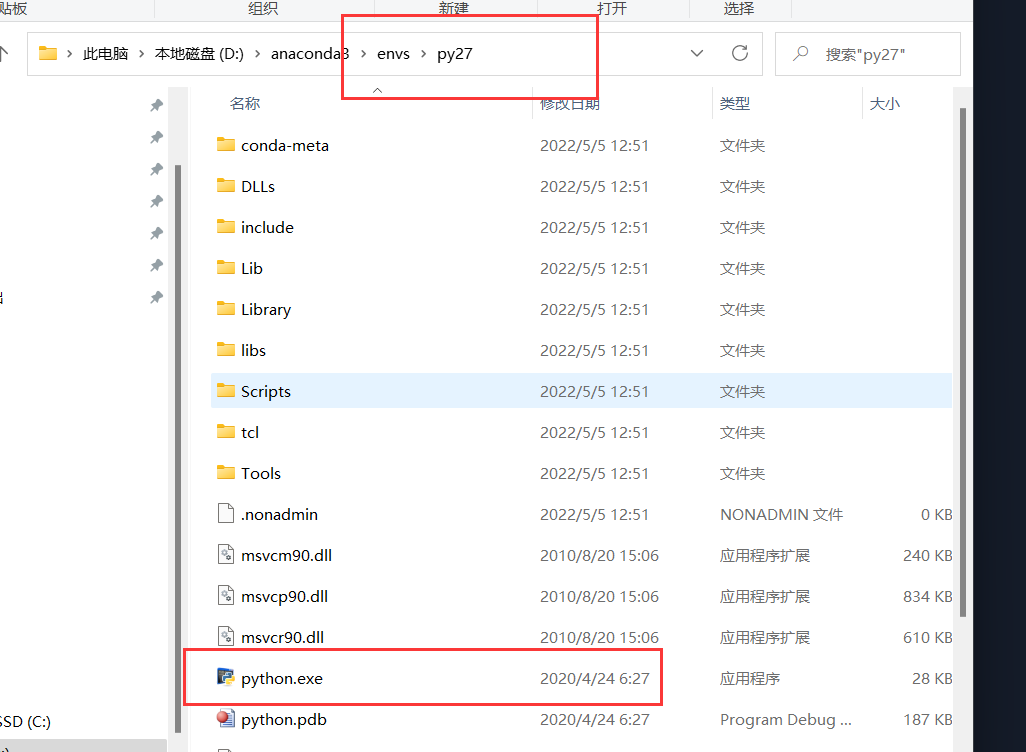 贴板 组织 新建 打开 选择
此电脑 › 本地磁盘 (D:) › anaconda3 › envs › py27 搜索"py27"
名称 修改日期 类型 大小
conda-meta 2022/5/5 12:51 文件夹
DLLs 2022/5/5 12:51 文件夹
include 2022/5/5 12:51 文件夹
Lib 2022/5/5 12:51 文件夹
Library 2022/5/5 12:51 文件夹
libs 2022/5/5 12:51 文件夹
Scripts 2022/5/5 12:51 文件夹
tcl 2022/5/5 12:51 文件夹
Tools 2022/5/5 12:51 文件夹
.nonadmin 2022/5/5 12:51 NONADMIN 文件 0 KB
msvcm90.dll 2010/8/20 15:06 应用程序扩展 240 KB
msvcp90.dll 2010/8/20 15:06 应用程序扩展 834 KB
msvcr90.dll 2010/8/20 15:06 应用程序扩展 610 KB
python.exe 2020/4/24 6:27 应用程序 28 KB
SSD (C:) python.pdb 2020/4/24 6:27 Program Debug ... 187 KB